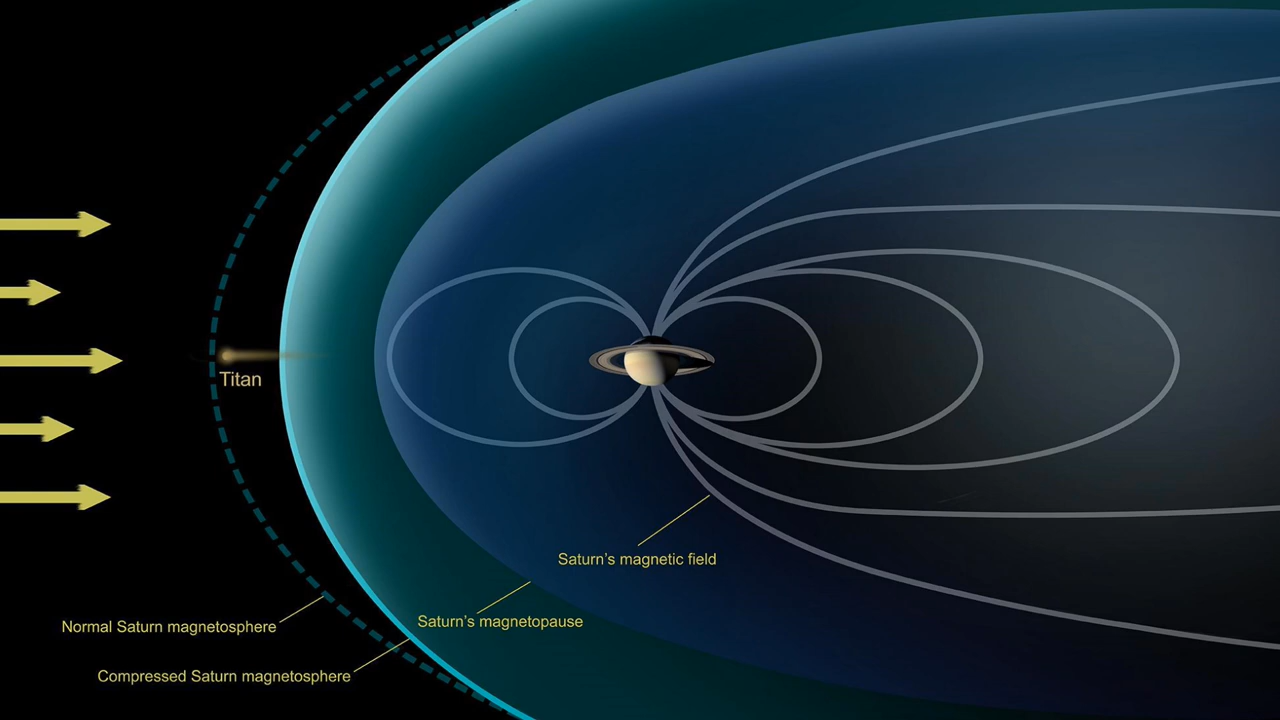 Titan
Saturn's magnetic field
Saturn's magnetopause
Normal Saturn magnetosphere
Compressed Saturn magnetosphere